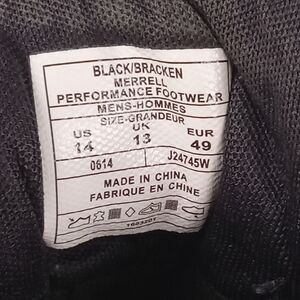 BLACK/BRACKEN
MERRELL
PERFORMANCE FOOTWEAR
MENS-HOMMES
SIZE-GRANDEUR
US UK EUR
14 13 49
0614 J24745W
MADE IN CHINA
FABRIQUE EN CHINE